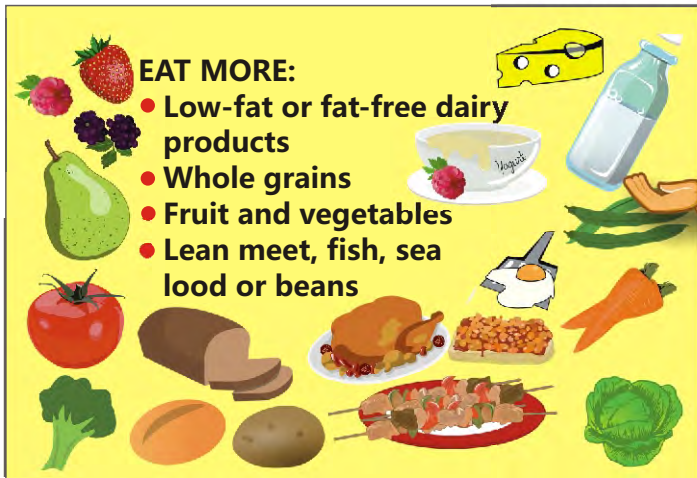 EAT MORE:
• Low-fat or fat-free dairy
products
• Whole grains
• Fruit and vegetables
• Lean meet, fish, sea
lood or beans
Yogurt